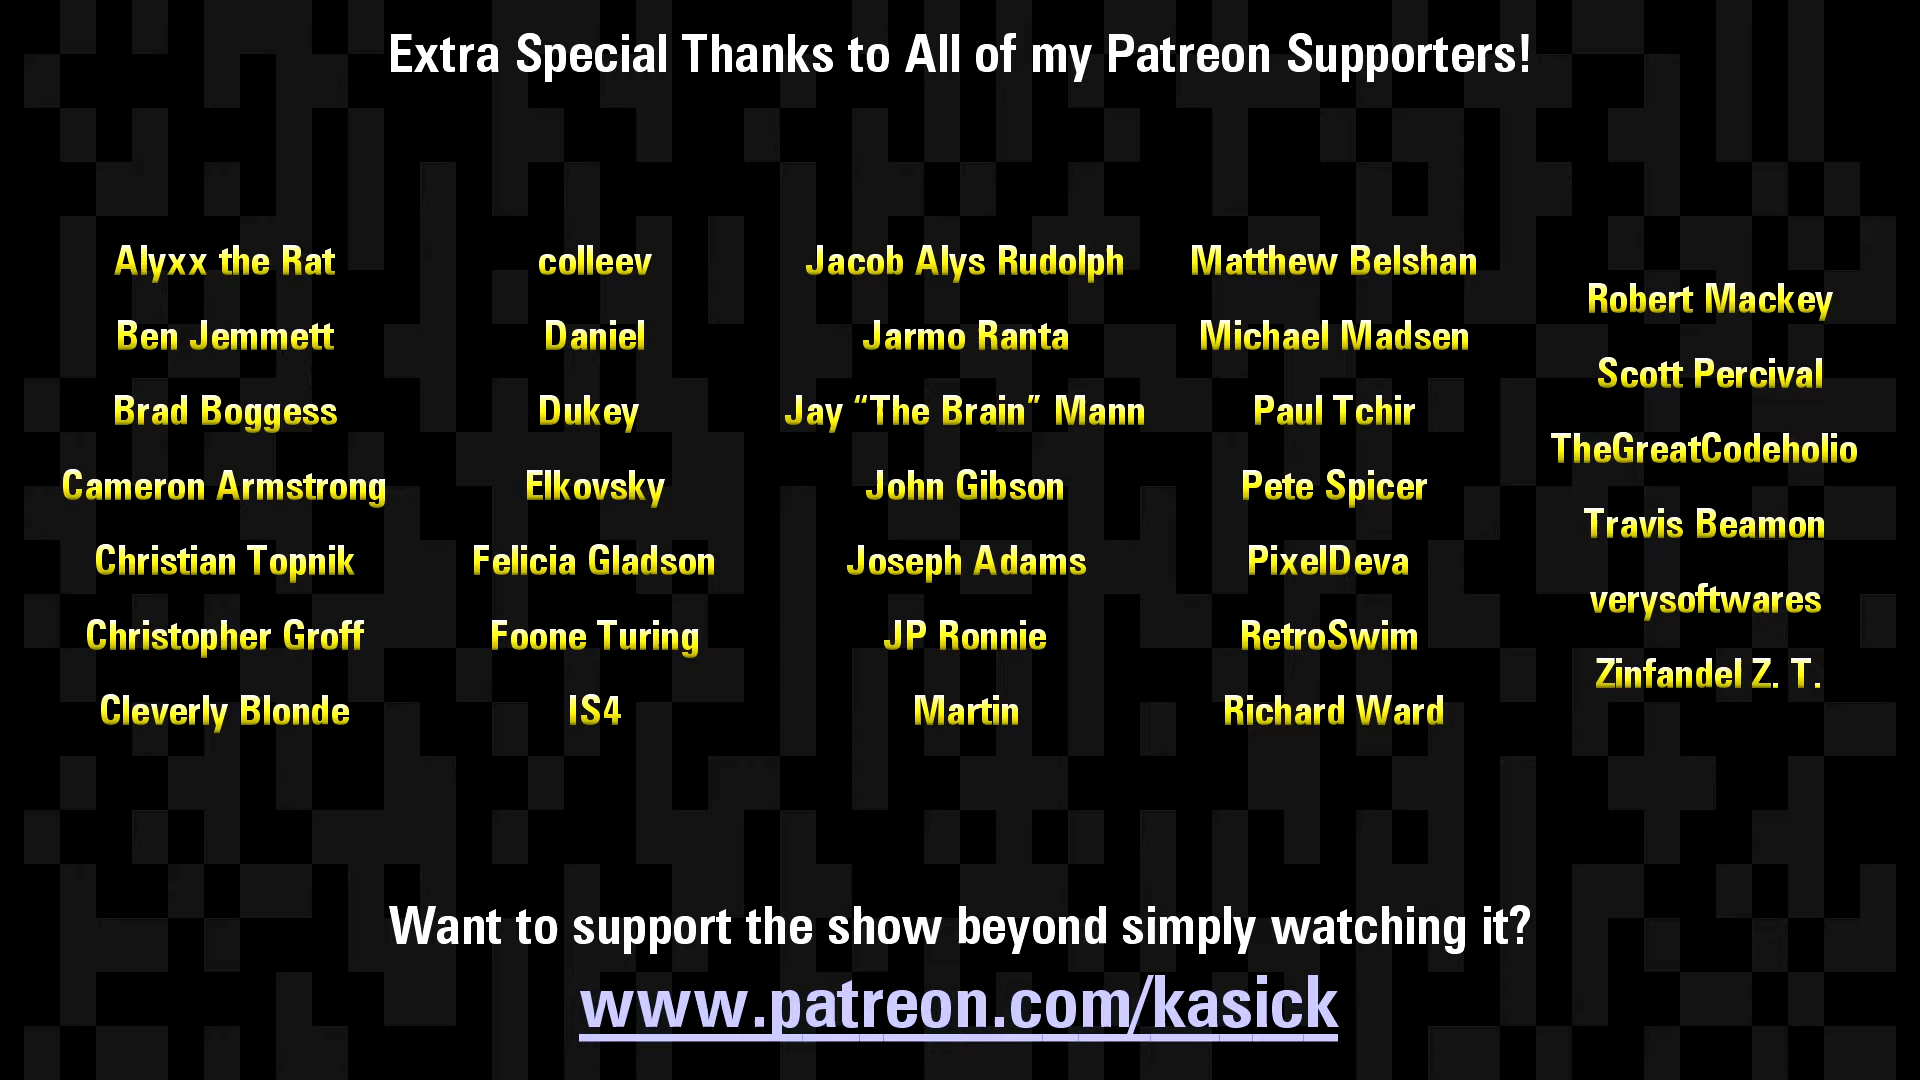 Extra Special Thanks to All of my Patreon Supporters!
Alyxx the Rat
Ben Jemmett
Brad Boggess
Cameron Armstrong
Christian Topnik
Christopher Groff
Cleverly Blonde
colleev
Daniel
Dukey
Elkovsky
Felicia Gladson
Foone Turing
IS4
Jacob Alys Rudolph
Jarmo Ranta
Jay “The Brain” Mann
John Gibson
Joseph Adams
JP Ronnie
Martin
Matthew Belshan
Michael Madsen
Paul Tchir
Pete Spicer
PixelDeva
RetroSwim
Richard Ward
Robert Mackey
Scott Percival
TheGreatCodeholio
Travis Beamon
verysoftwares
Zinfandel Z. T.
Want to support the show beyond simply watching it?
www.patreon.com/kasick